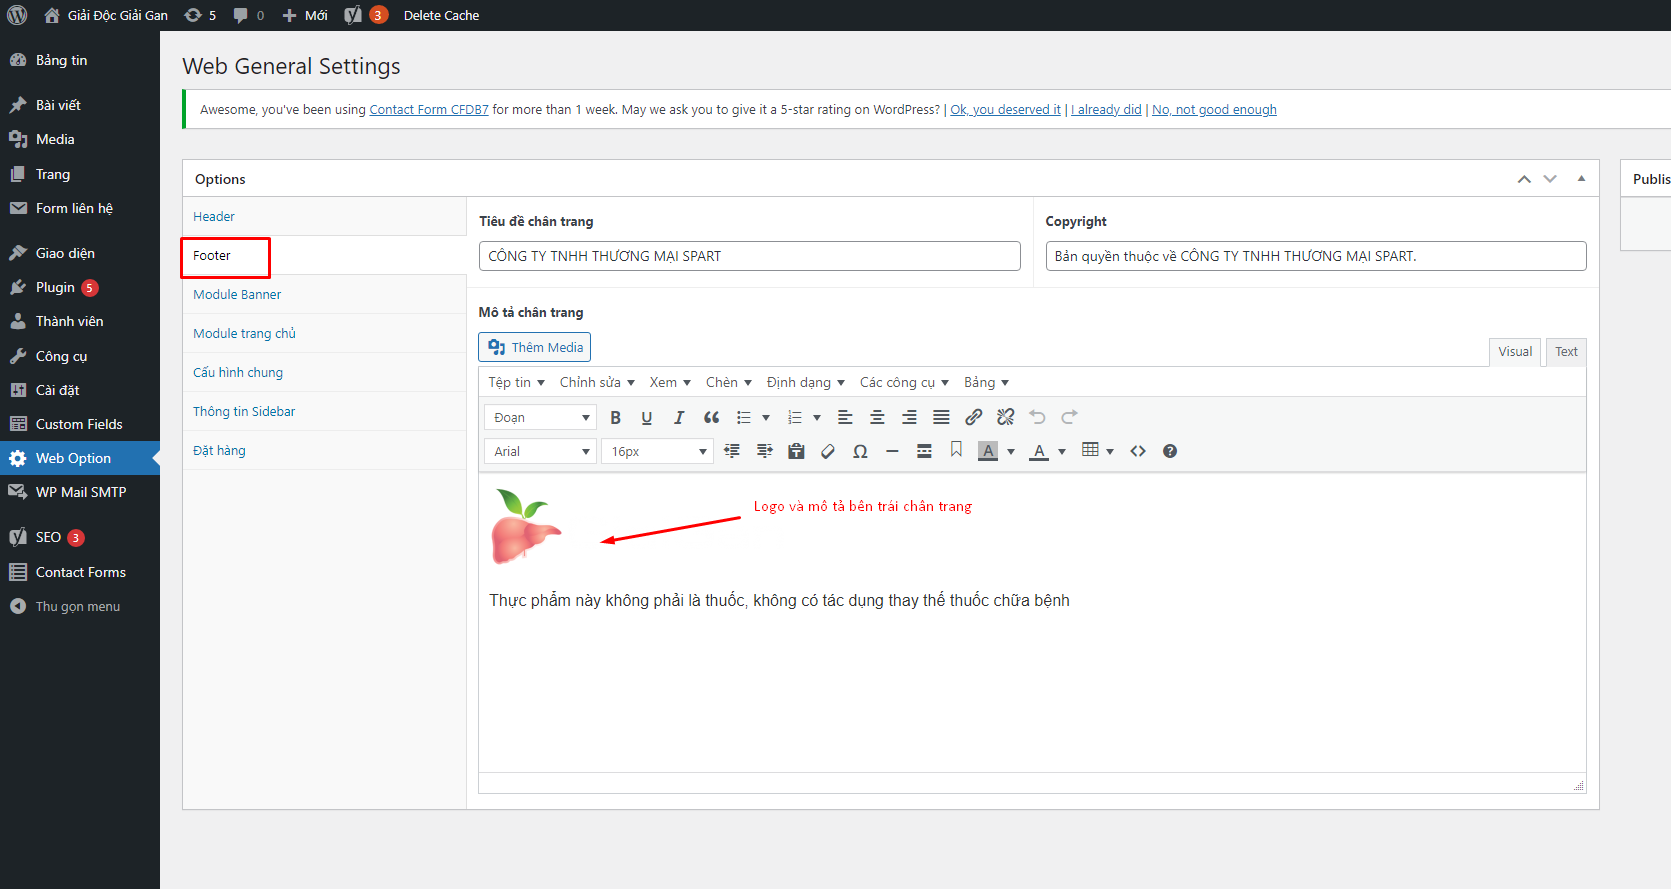 Giải Độc Giải Gan 5 0 Mới 3 Delete Cache
Bảng tin
Bài viết
Media
Trang
Form liên hệ
Giao diện
Plugin 5
Thành viên
Công cụ
Cài đặt
Custom Fields
Web Option
WP Mail SMTP
SEO 3
Contact Forms
Thu gọn menu
Web General Settings
Awesome, you've been using Contact Form CFDB7 for more than 1 week. May we ask you to give it a 5-star rating on WordPress? | Ok, you deserved it | I already did | No, not good enough
Options
Publis
Header
Footer
Module Banner
Module trang chủ
Cấu hình chung
Thông tin Sidebar
Đặt hàng
Tiêu đề chân trang
CÔNG TY TNHH THƯƠNG MẠI SPART
Copyright
Bản quyền thuộc về CÔNG TY TNHH THƯƠNG MẠI SPART.
Mô tả chân trang
Thêm Media
Visual Text
Tệp tin Chỉnh sửa Xem Chèn Định dạng Các công cụ Bảng
Đoạn
Arial 16px
Logo và mô tả bên trái chân trang
Thực phẩm này không phải là thuốc, không có tác dụng thay thế thuốc chữa bệnh